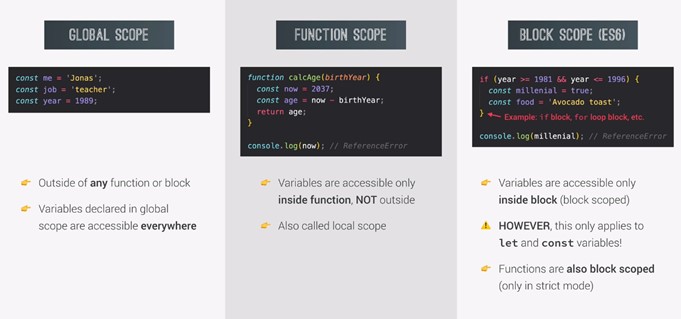 GLOBAL SCOPE
const me = 'Jonas';
const job = 'teacher';
const year = 1989;
👉 Outside of any function or block
👉 Variables declared in global
scope are accessible everywhere
FUNCTION SCOPE
function calcAge(birthYear) {
const now = 2037;
const age = now - birthYear;
return age;
}
console.log(now); // ReferenceError
👉 Variables are accessible only
inside function, NOT outside
👉 Also called local scope
BLOCK SCOPE (ES6)
if (year >= 1981 && year <= 1996) {
const millenial = true;
const food = 'Avocado toast';
} Example: if block, for loop block, etc.
console.log(millenial); // ReferenceError
👉 Variables are accessible only
inside block (block scoped)
⚠️ HOWEVER, this only applies to
let and const variables!
👉 Functions are also block scoped
(only in strict mode)